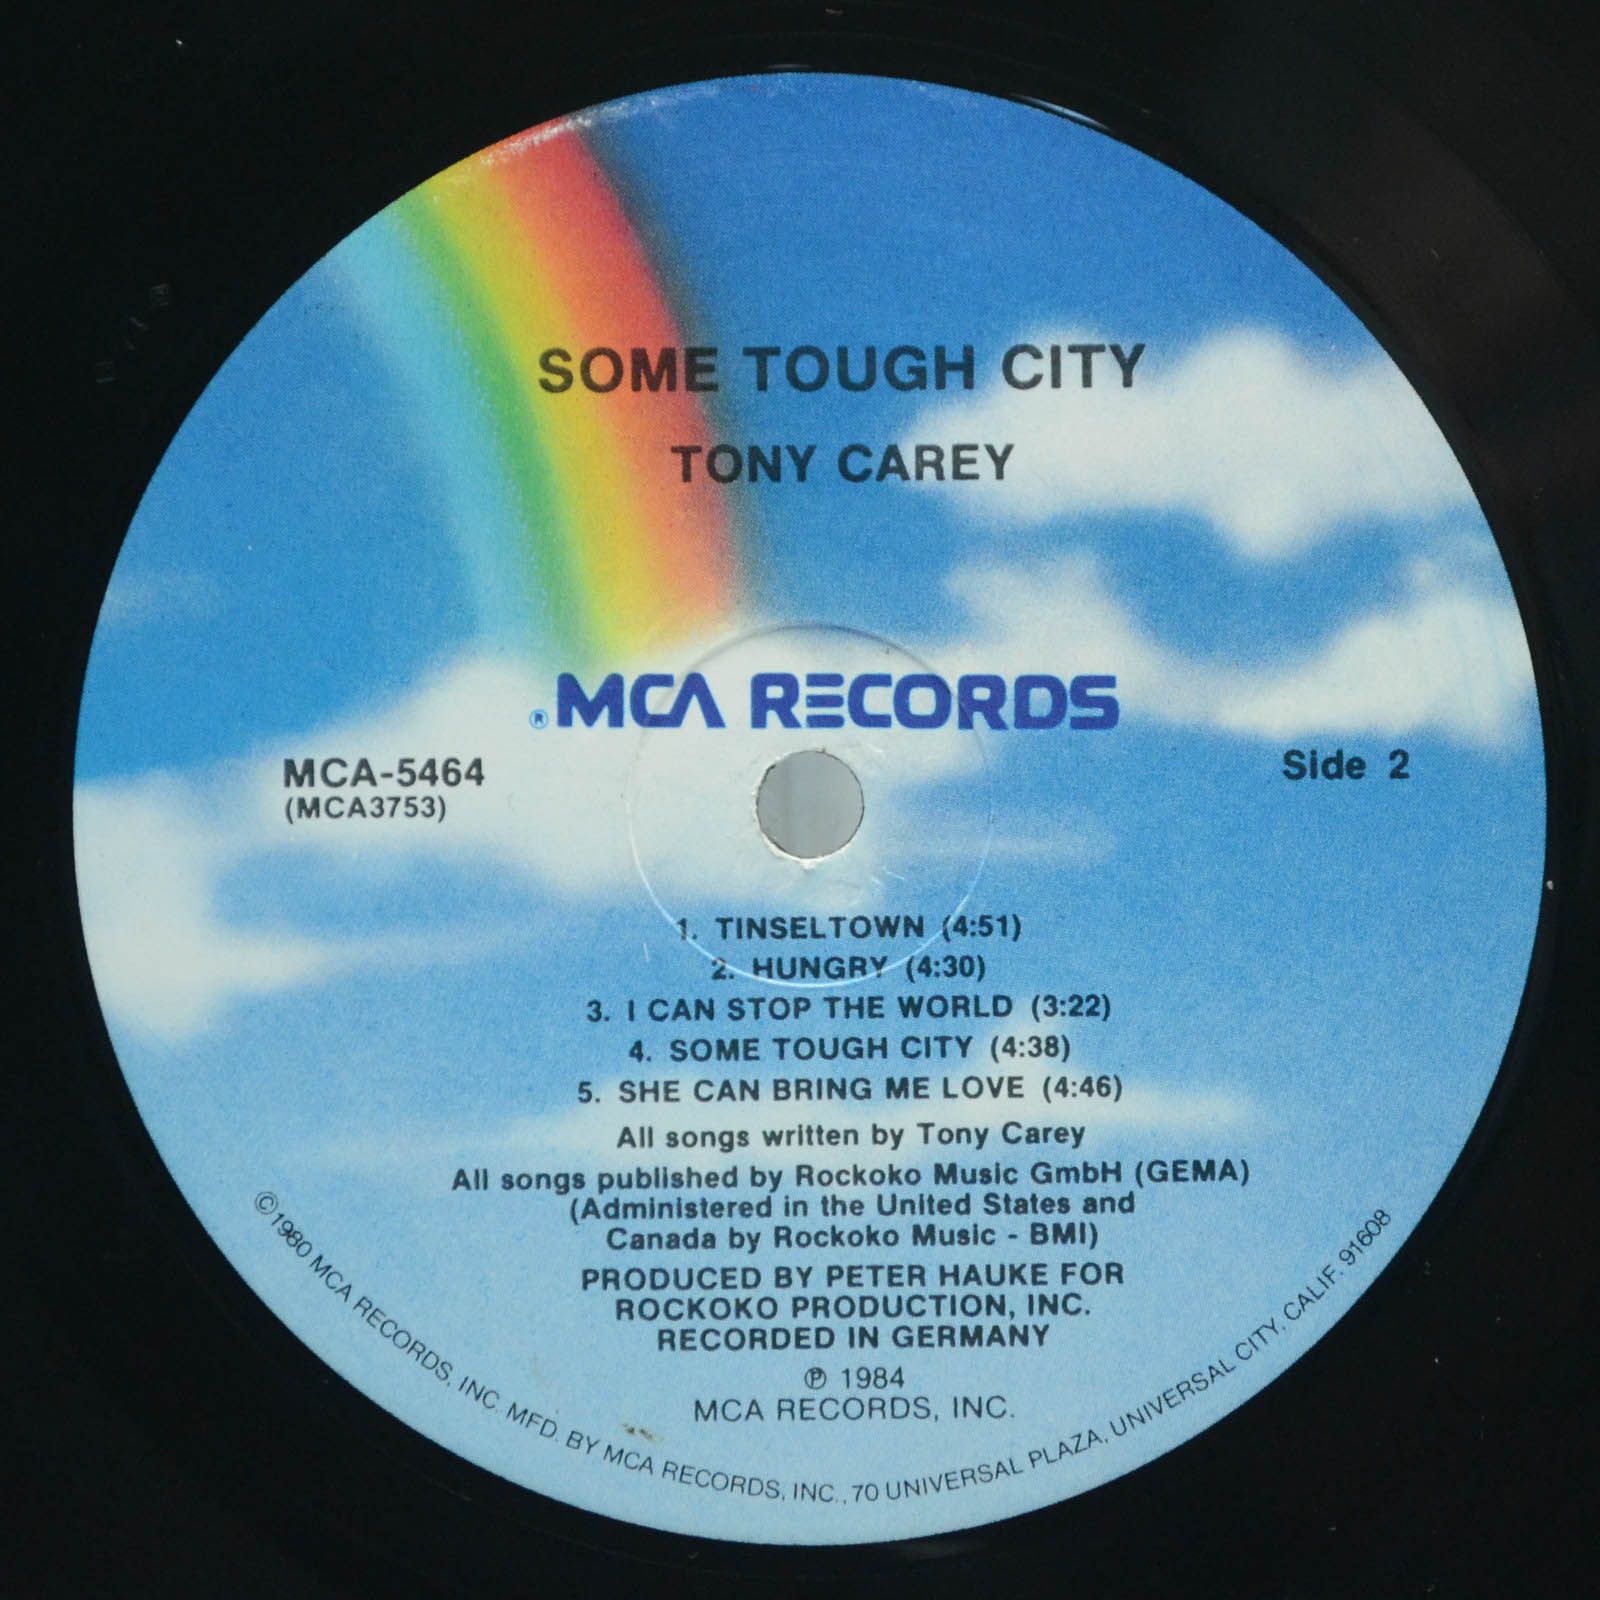 SOME TOUGH CITY
TONY CAREY
®MCA RECORDS
MCA-5464
(MCA3753)
Side 2
1. TINSELTOWN (4:51)
2. HUNGRY (4:30)
3. I CAN STOP THE WORLD (3:22)
4. SOME TOUGH CITY (4:38)
5. SHE CAN BRING ME LOVE (4:46)
All songs written by Tony Carey
All songs published by Rockoko Music GmbH (GEMA)
(Administered in the United States and
Canada by Rockoko Music - BMI)
PRODUCED BY PETER HAUKE FOR
ROCKOKO PRODUCTION, INC.
RECORDED IN GERMANY
℗ 1984
MCA RECORDS, INC.
©1980 MCA RECORDS, INC. MFD. BY MCA RECORDS, INC., 70 UNIVERSAL PLAZA, UNIVERSAL CITY, CALIF. 91608